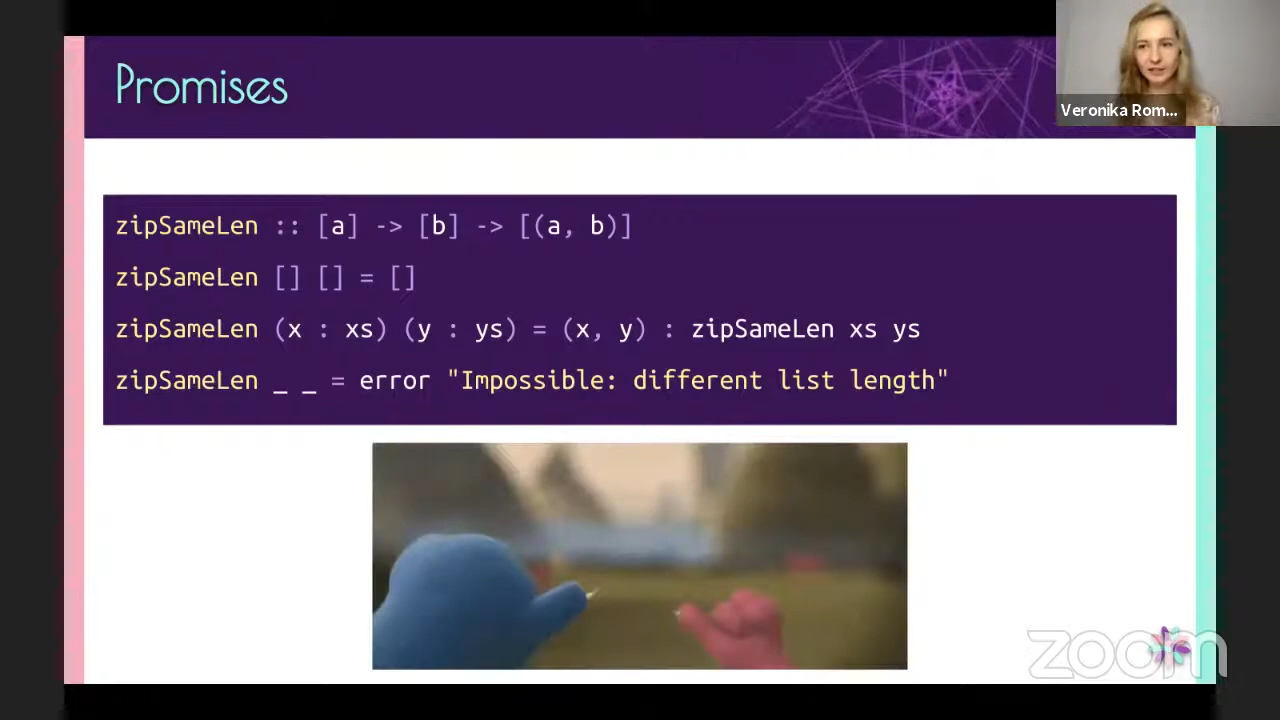 Promises
Veronika Rom...
zipSameLen :: [a] -> [b] -> [(a, b)]
zipSameLen [] [] = []
zipSameLen (x : xs) (y : ys) = (x, y) : zipSameLen xs ys
zipSameLen _ _ = error "Impossible: different list length"
zoom